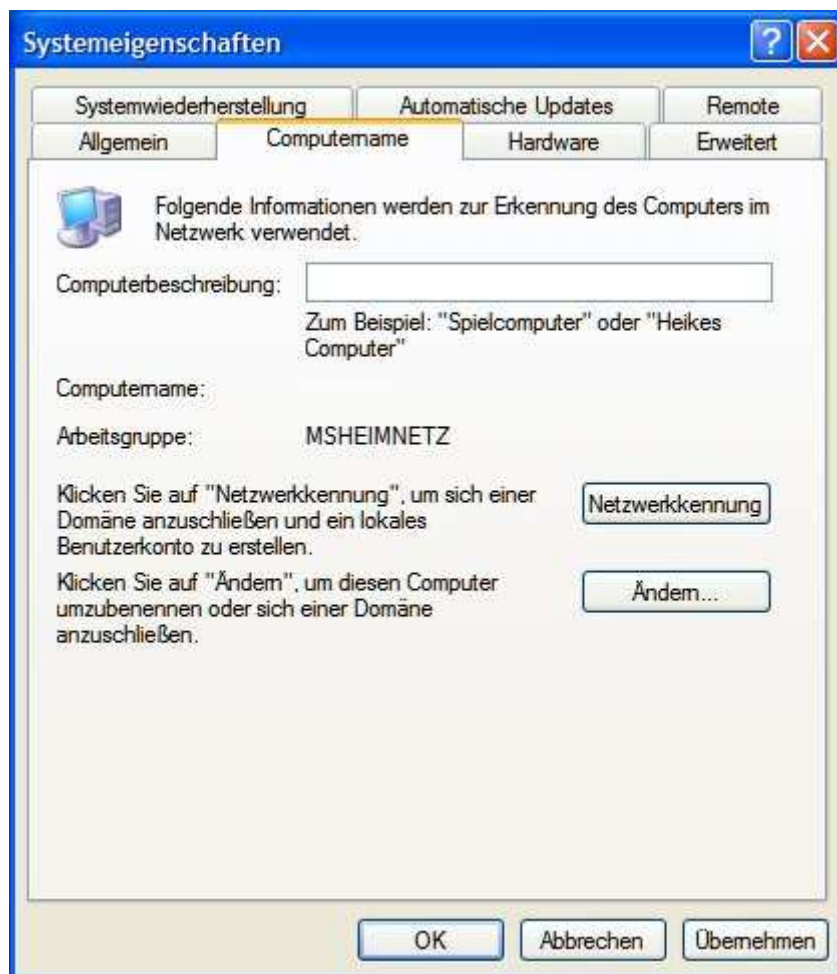 Systemeigenschaften
Systemwiederherstellung Automatische Updates Remote
Allgemein Computername Hardware Erweitert
Folgende Informationen werden zur Erkennung des Computers im
Netzwerk verwendet.
Computerbeschreibung:
Zum Beispiel: "Spielcomputer" oder "Heikes
Computer"
Computername:
Arbeitsgruppe: MSHEIMNETZ
Klicken Sie auf "Netzwerkkennung", um sich einer
Domäne anzuschließen und ein lokales
Benutzerkonto zu erstellen.
Netzwerkkennung
Klicken Sie auf "Ändern", um diesen Computer
umzubenennen oder sich einer Domäne
anzuschließen.
Ändern...
OK Abbrechen Übernehmen